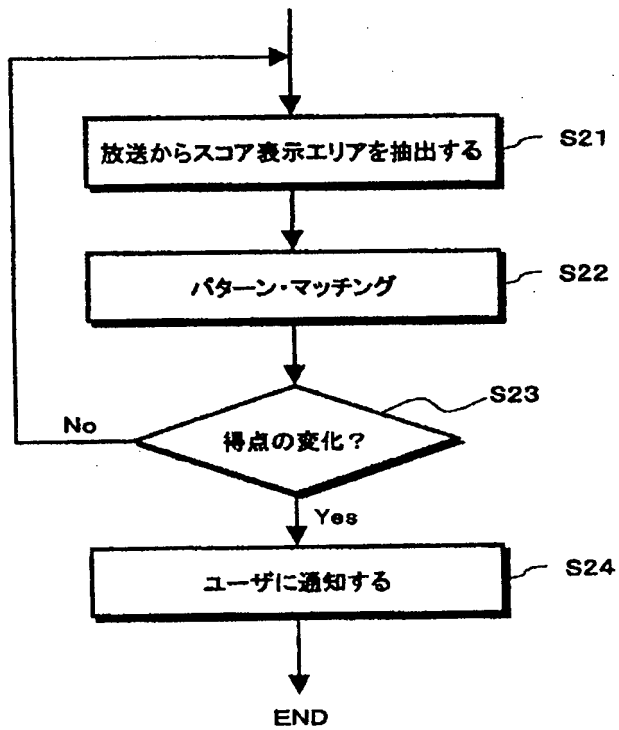 放送からスコア表示エリアを抽出する
S21
パターン・マッチング
S22
S23
得点の変化？
No
Yes
ユーザに通知する
S24
END